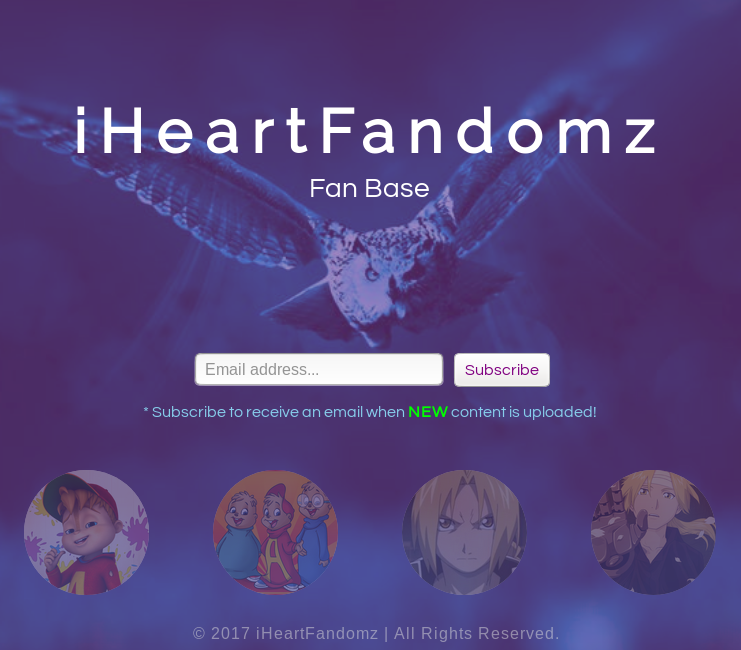 iHeartFandomz
Fan Base
Email address...
Subscribe
* Subscribe to receive an email when NEW content is uploaded!
A
A
© 2017 iHeartFandomz | All Rights Reserved.